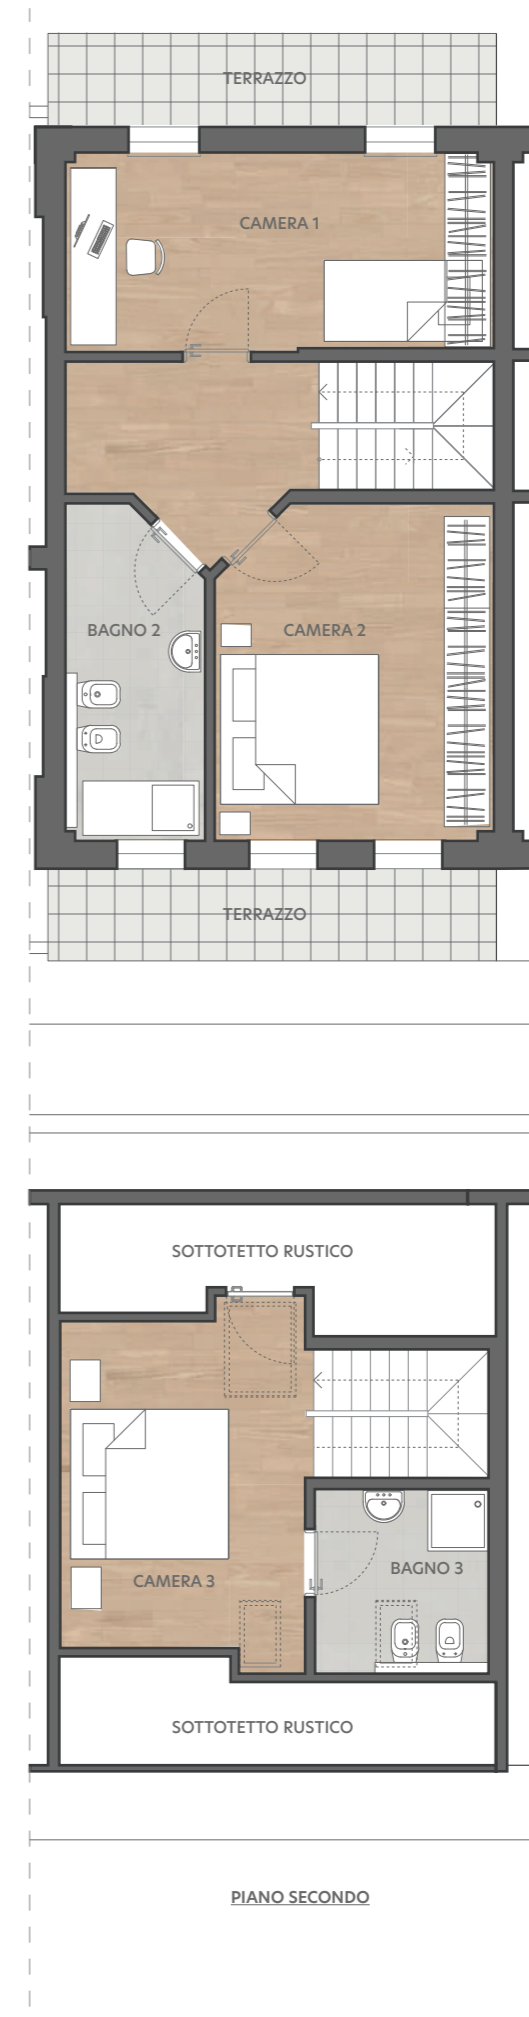 TERRAZZO
CAMERA 1
BAGNO 2
CAMERA 2
TERRAZZO
SOTTOTETTO RUSTICO
BAGNO 3
CAMERA 3
SOTTOTETTO RUSTICO
PIANO SECONDO